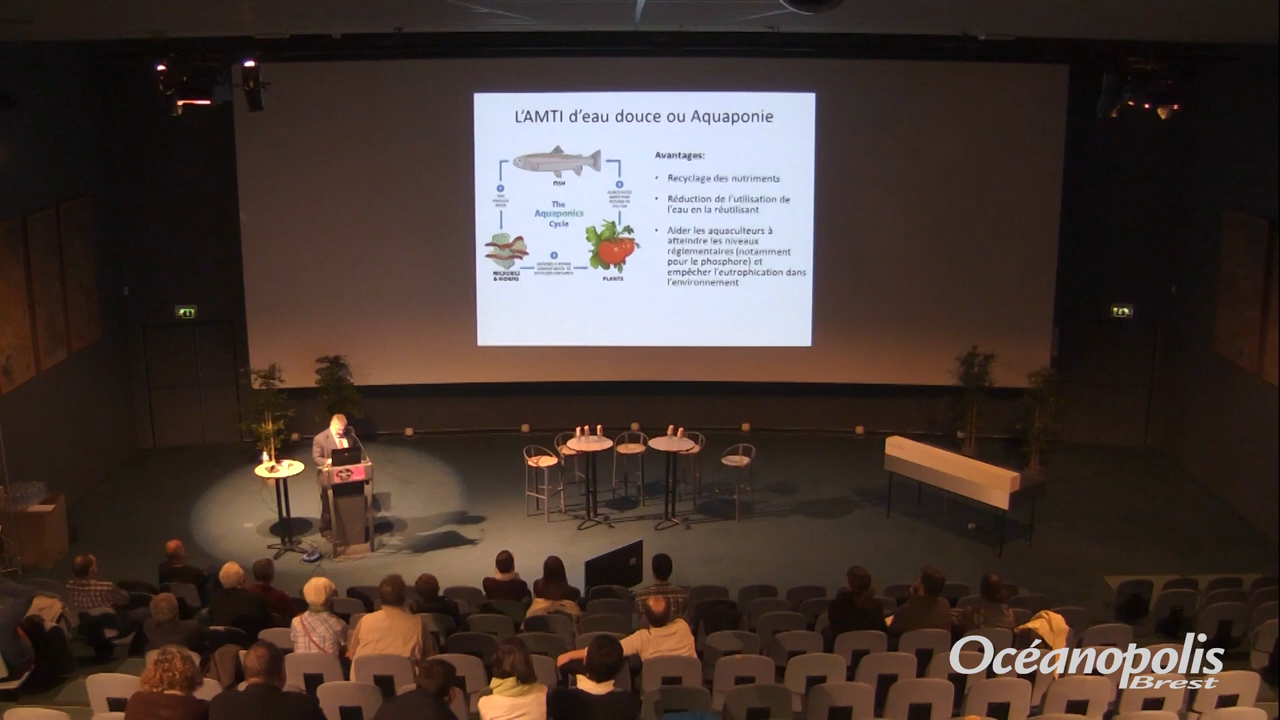 L'AMTI d'eau douce ou Aquaponie
FISH
The
Aquaponics
Cycle
MICROBES
& WORMS
PLANTS
Avantages:
• Recyclage des nutriments
• Réduction de l'utilisation de
l'eau en la réutilisant
• Aider les aquaculteurs à
atteindre les niveaux
réglementaires (notamment
pour le phosphore) et
empêcher l'eutrophication dans
l'environnement
Océanopolis
Brest